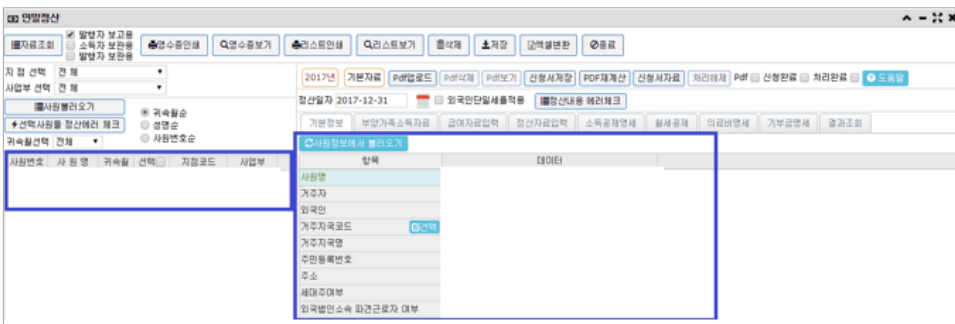 연말정산
자료조회 발행자 보고용 소득자 보관용 발행자 보관용 영수증인쇄 영수증보기 리스트인쇄 리스트보기 삭제 저장 엑셀변환 종료
지 점 선택 전 체
사업부 선택 전 체
사원불러오기
선택사원들 정산에러 체크
귀속월순
성명순
사원번호순
귀속월선택 전체
사원번호 사 원 명 귀속월 선택 지점코드 사업부
2017년 기본자료 Pdf업로드 Pdf삭제 Pdf보기 신청서저장 PDF재계산 신청서자료 처리해제 Pdf 신청완료 처리완료 도움말
정산일자 2017-12-31 외국인단일세율적용 정산내용 에러체크
기본정보 부양가족소득자료 급여자료입력 정산자료입력 소득공제명세 월세공제 의료비명세 기부금명세 결과조회
사원정보에서 불러오기
항목 데이터
사원명
거주자
외국인
거주지국코드 선택
거주지국명
주민등록번호
주소
세대주여부
외국법인소속 파견근로자 여부